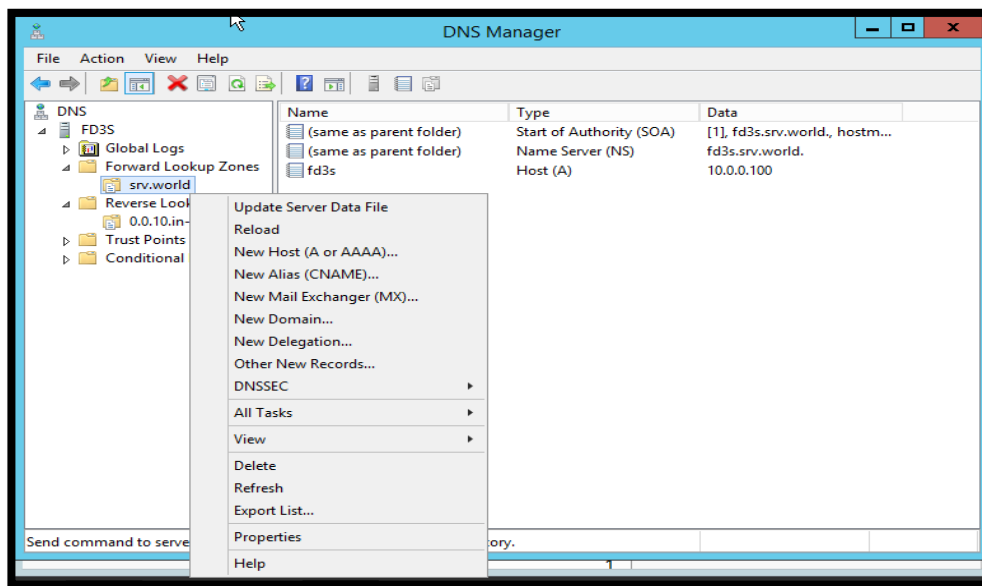 DNS Manager
File Action View Help
DNS
FD3S
Global Logs
Forward Lookup Zones
srv.world
Reverse Look
0.0.10.in-
Trust Points
Conditional
Name Type Data
(same as parent folder) Start of Authority (SOA) [1], fd3s.srv.world., hostm...
(same as parent folder) Name Server (NS) fd3s.srv.world.
fd3s Host (A) 10.0.0.100
Update Server Data File
Reload
New Host (A or AAAA)...
New Alias (CNAME)...
New Mail Exchanger (MX)...
New Domain...
New Delegation...
Other New Records...
DNSSEC
All Tasks
View
Delete
Refresh
Export List...
Properties
Help
Send command to serve ory.